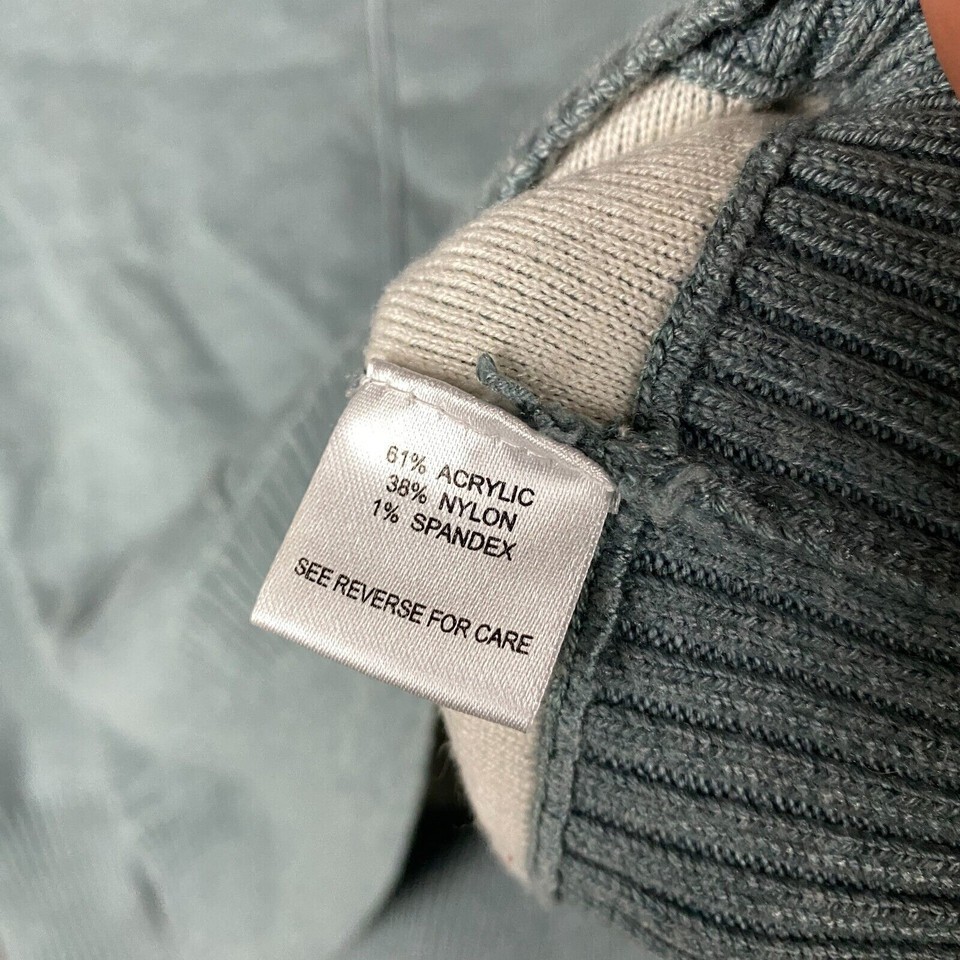 61% ACRYLIC
38% NYLON
1% SPANDEX
SEE REVERSE FOR CARE